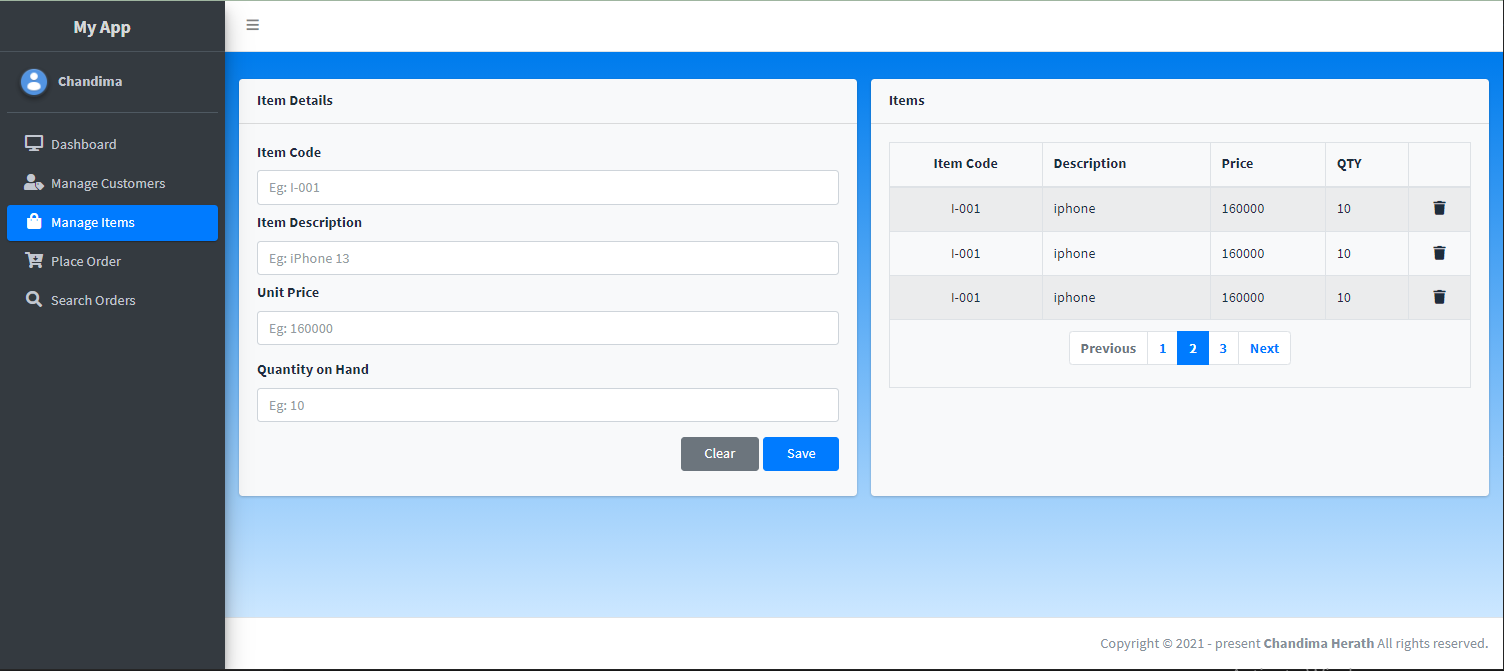 My App
Chandima
Dashboard
Manage Customers
Manage Items
Place Order
Search Orders
Item Details
Item Code
Eg: I-001
Item Description
Eg: iPhone 13
Unit Price
Eg: 160000
Quantity on Hand
Eg: 10
Clear Save
Items
Item Code Description Price QTY
I-001 iphone 160000 10
I-001 iphone 160000 10
I-001 iphone 160000 10
Previous 1 2 3 Next
Copyright © 2021 - present Chandima Herath All rights reserved.